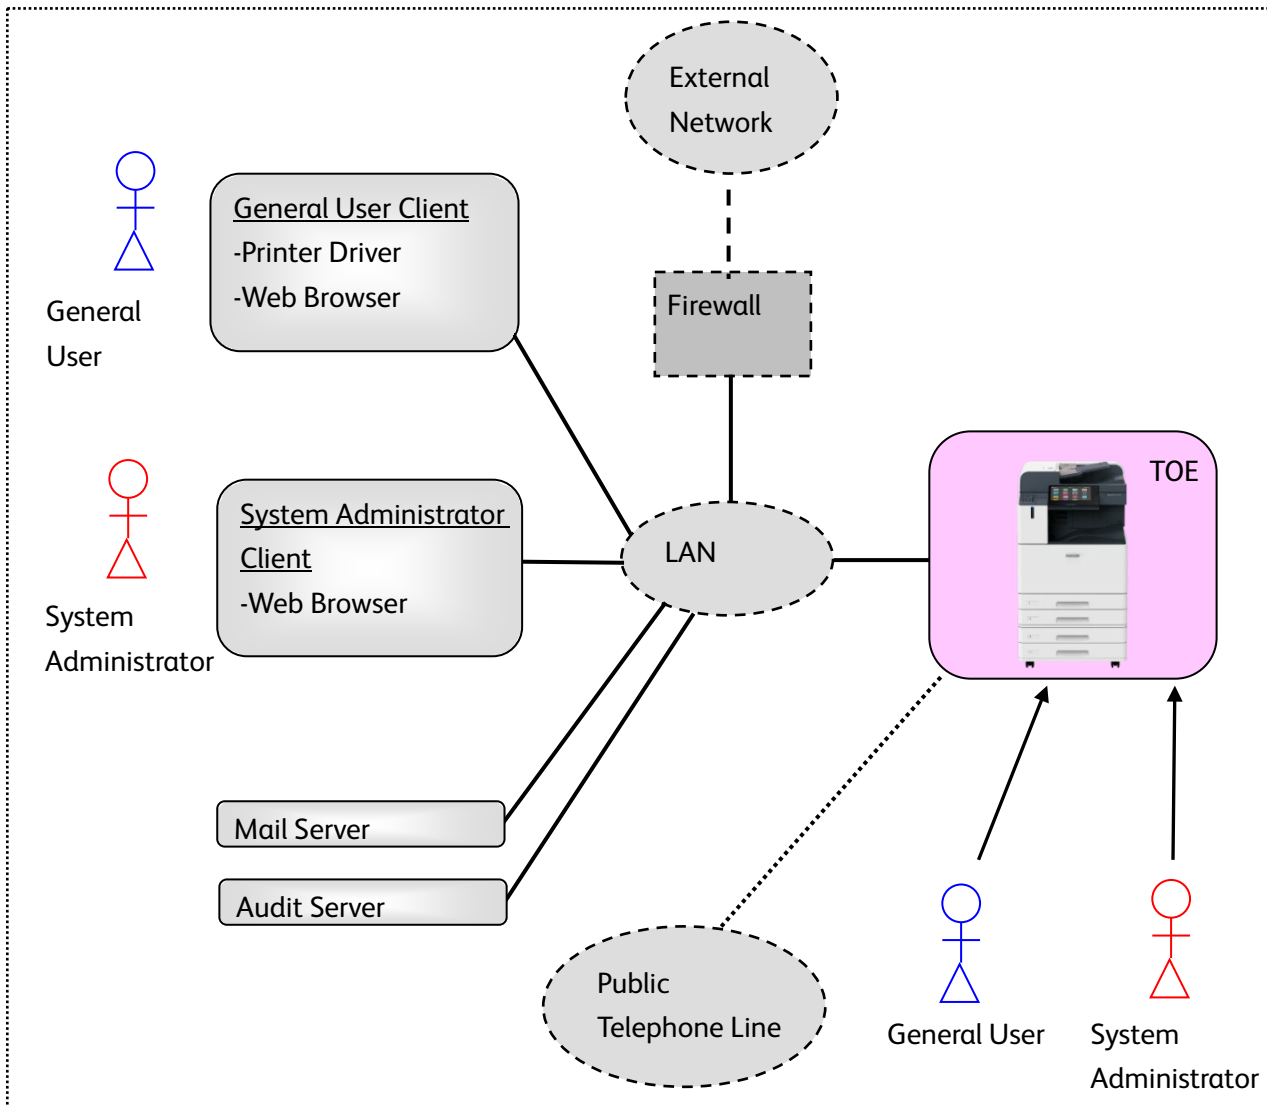 External
Network
General User Client
-Printer Driver
-Web Browser
General
User
Firewall
TOE
System Administrator
Client
-Web Browser
LAN
System
Administrator
Mail Server
Audit Server
Public
Telephone Line
General User
System
Administrator